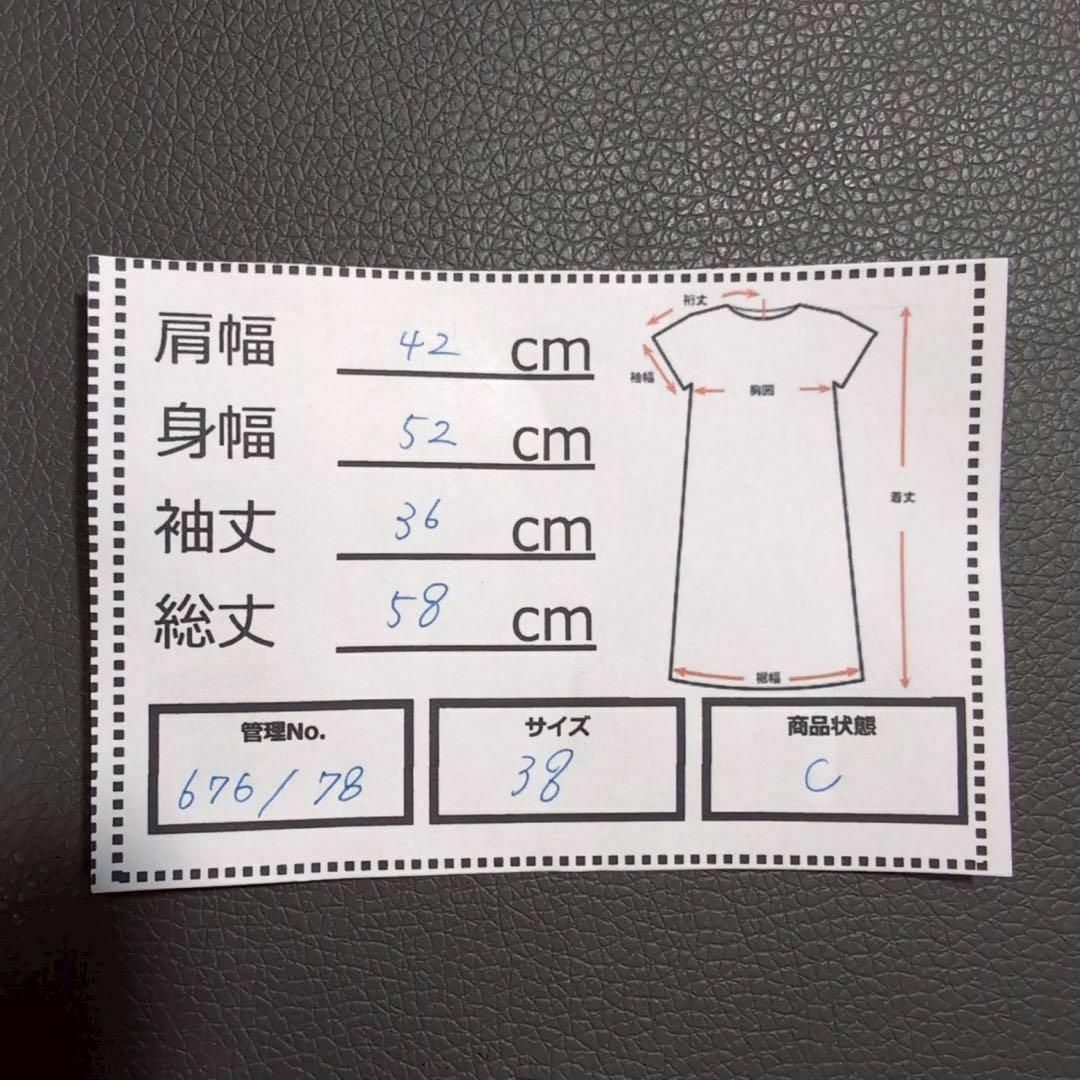 肩幅 42 cm
身幅 52 cm
袖丈 36 cm
総丈 58 cm
裄丈
袖幅
胸囲
着丈
裾幅
管理No.
676/78
サイズ
38
商品状態
C